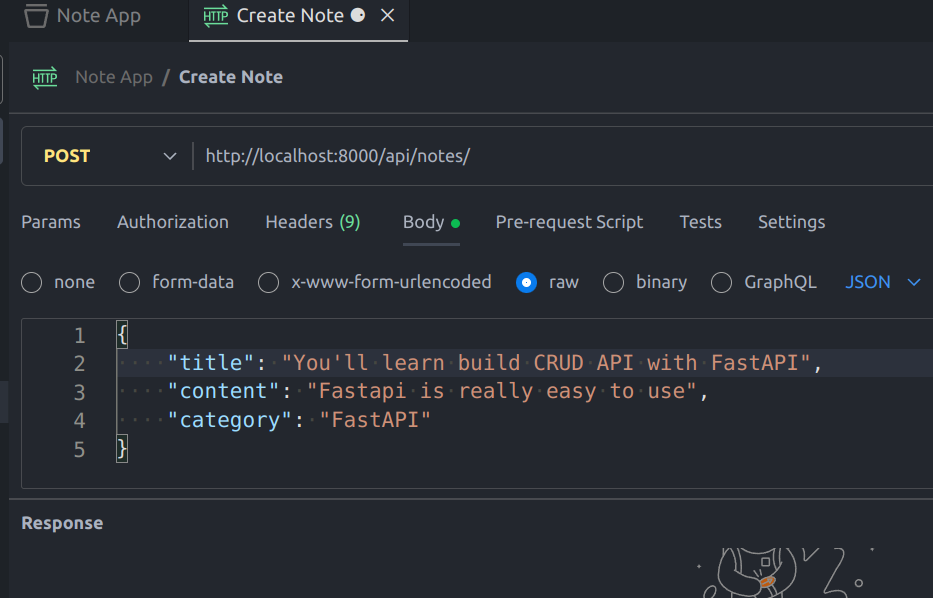 Note App HTTP Create Note
HTTP Note App / Create Note
POST http://localhost:8000/api/notes/
Params Authorization Headers (9) Body Pre-request Script Tests Settings
none form-data x-www-form-urlencoded raw binary GraphQL JSON
1 {
2 "title": "You'll learn build CRUD API with FastAPI",
3 "content": "Fastapi is really easy to use",
4 "category": "FastAPI"
5 }
Response